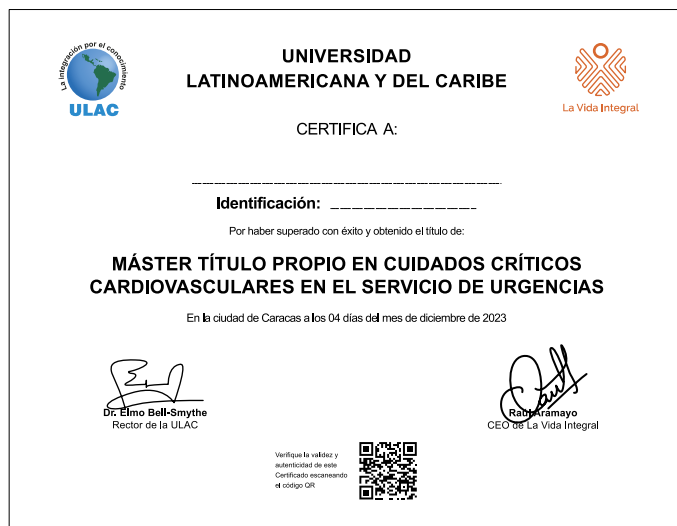 La integración por el conocimiento
ULAC
UNIVERSIDAD
LATINOAMERICANA Y DEL CARIBE
La Vida Integral
CERTIFICA A:
Identificación:
Por haber superado con éxito y obtenido el título de:
MÁSTER TÍTULO PROPIO EN CUIDADOS CRÍTICOS
CARDIOVASCULARES EN EL SERVICIO DE URGENCIAS
En la ciudad de Caracas a los 04 días del mes de diciembre de 2023
Dr. Elmo Bell-Smythe
Rector de la ULAC
Raúl Aramayo
CEO de La Vida Integral
Verifique la validez y
autenticidad de este
Certificado escaneando
el código QR